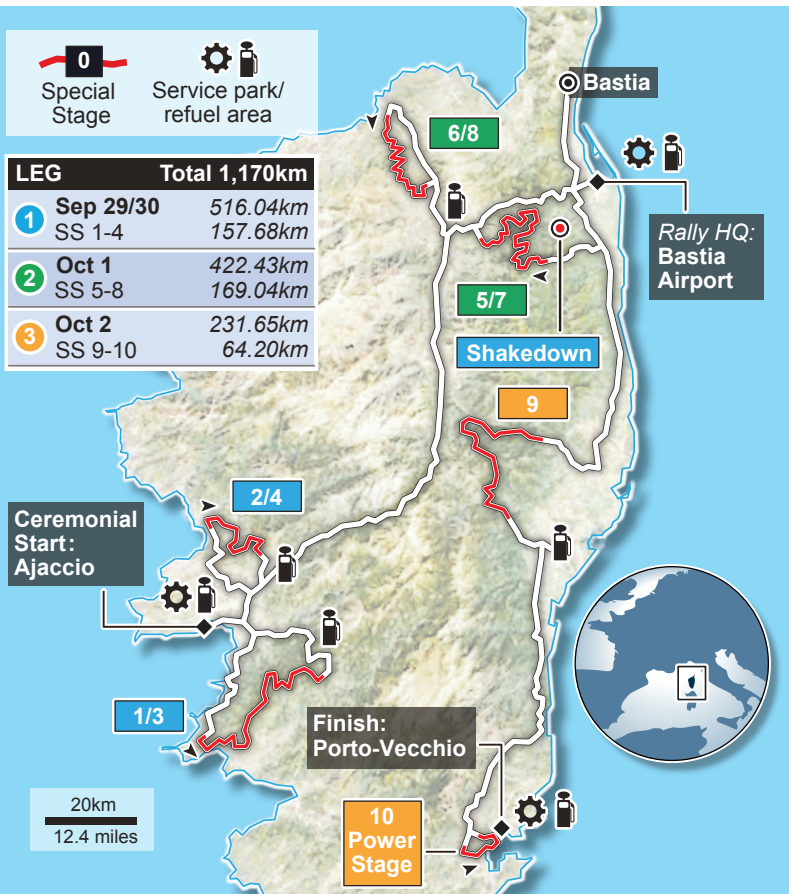 0
Special
Stage
Service park/
refuel area
LEG Total 1,170km
1 Sep 29/30 516.04km
SS 1-4 157.68km
2 Oct 1 422.43km
SS 5-8 169.04km
3 Oct 2 231.65km
SS 9-10 64.20km
6/8
Bastia
Rally HQ:
Bastia
Airport
5/7
Shakedown
9
2/4
Ceremonial
Start:
Ajaccio
1/3
Finish:
Porto-Vecchio
20km
12.4 miles
10
Power
Stage